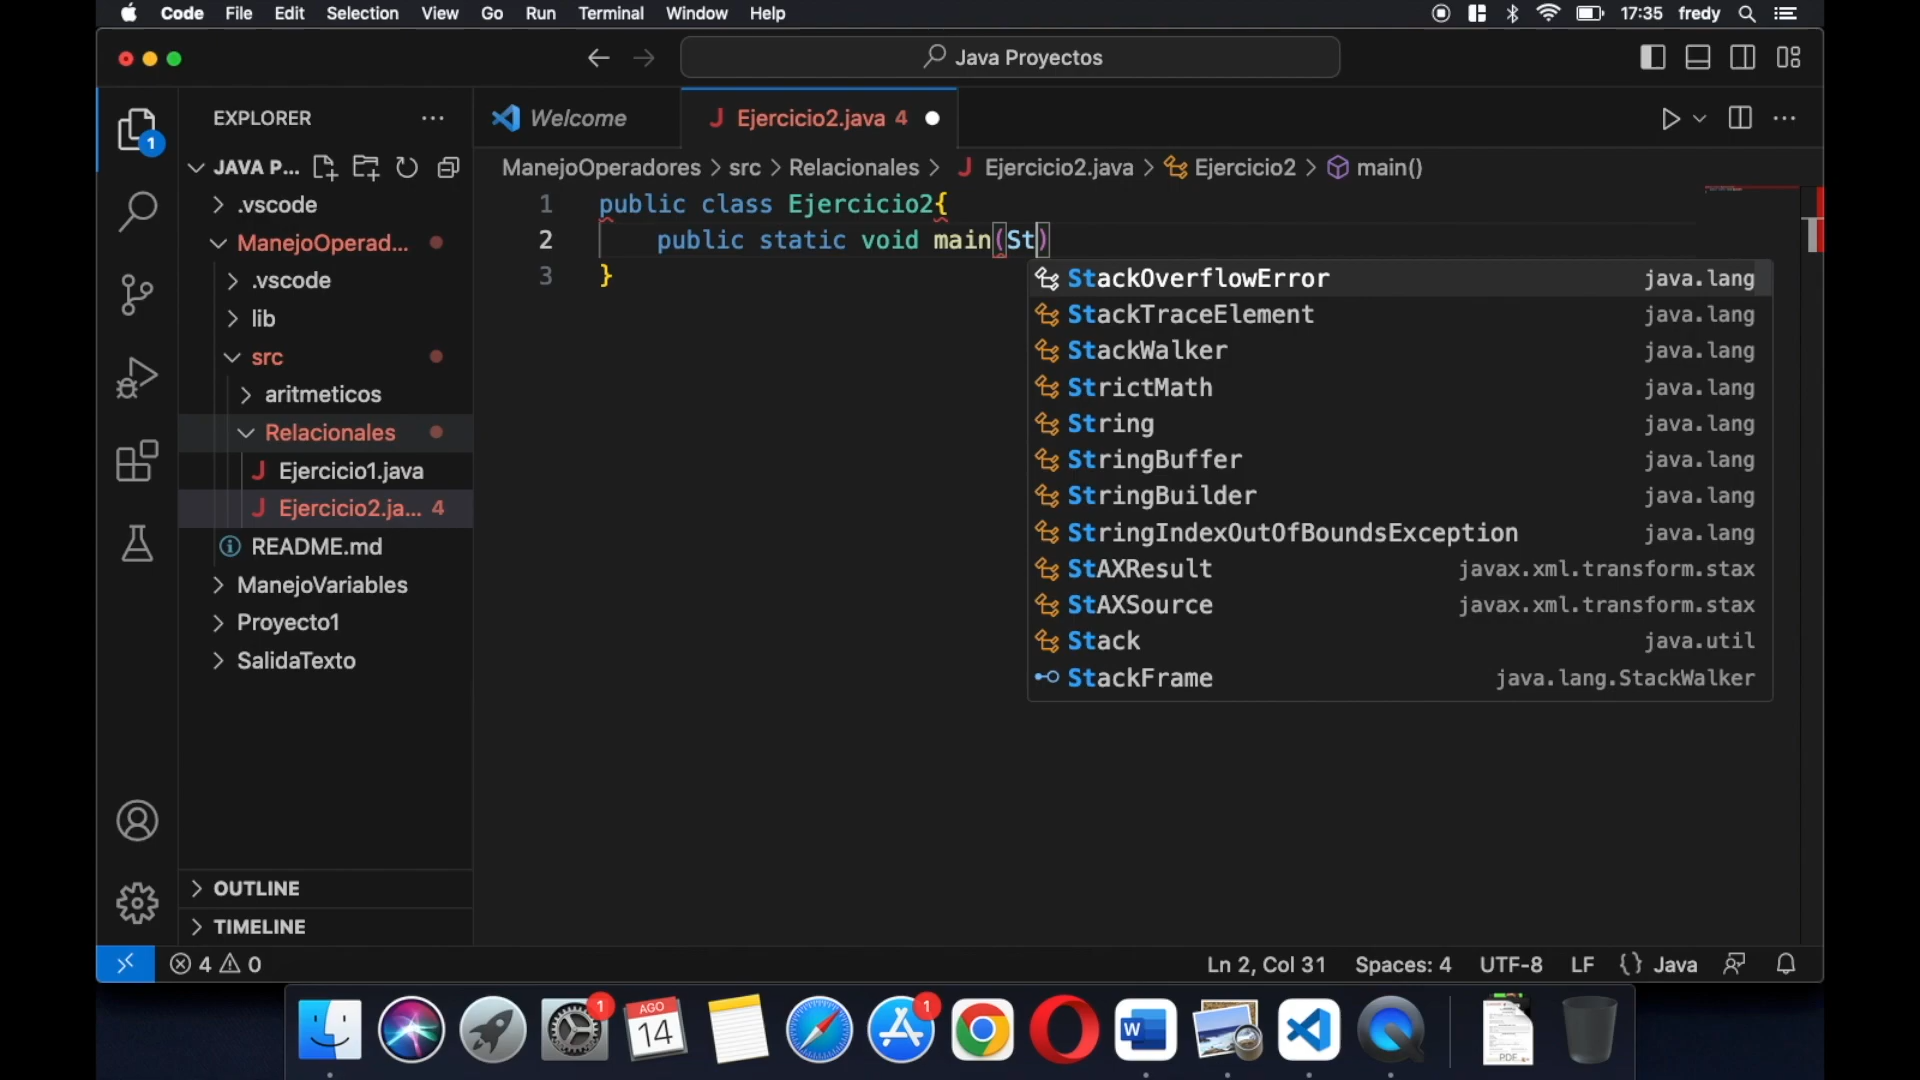 Code File Edit Selection View Go Run Terminal Window Help 17:35 fredy
Java Proyectos
EXPLORER ...
Welcome
Ejercicio2.java 4
JAVA P...
.vscode
ManejoOperad...
.vscode
lib
src
aritmeticos
Relacionales
Ejercicio1.java
Ejercicio2.ja... 4
README.md
ManejoVariables
Proyecto1
SalidaTexto
OUTLINE
TIMELINE
1
ManejoOperadores > src > Relacionales > Ejercicio2.java > Ejercicio2 > main()
1 public class Ejercicio2{
2 public static void main(St)
3 }
StackOverflowError java.lang
StackTraceElement java.lang
StackWalker java.lang
StrictMath java.lang
String java.lang
StringBuffer java.lang
StringBuilder java.lang
StringIndexOutOfBoundsException java.lang
StAXResult javax.xml.transform.stax
StAXSource javax.xml.transform.stax
Stack java.util
StackFrame java.lang.StackWalker
4 0 Ln 2, Col 31 Spaces: 4 UTF-8 LF {} Java
1
AGO
14
1
W
PDF